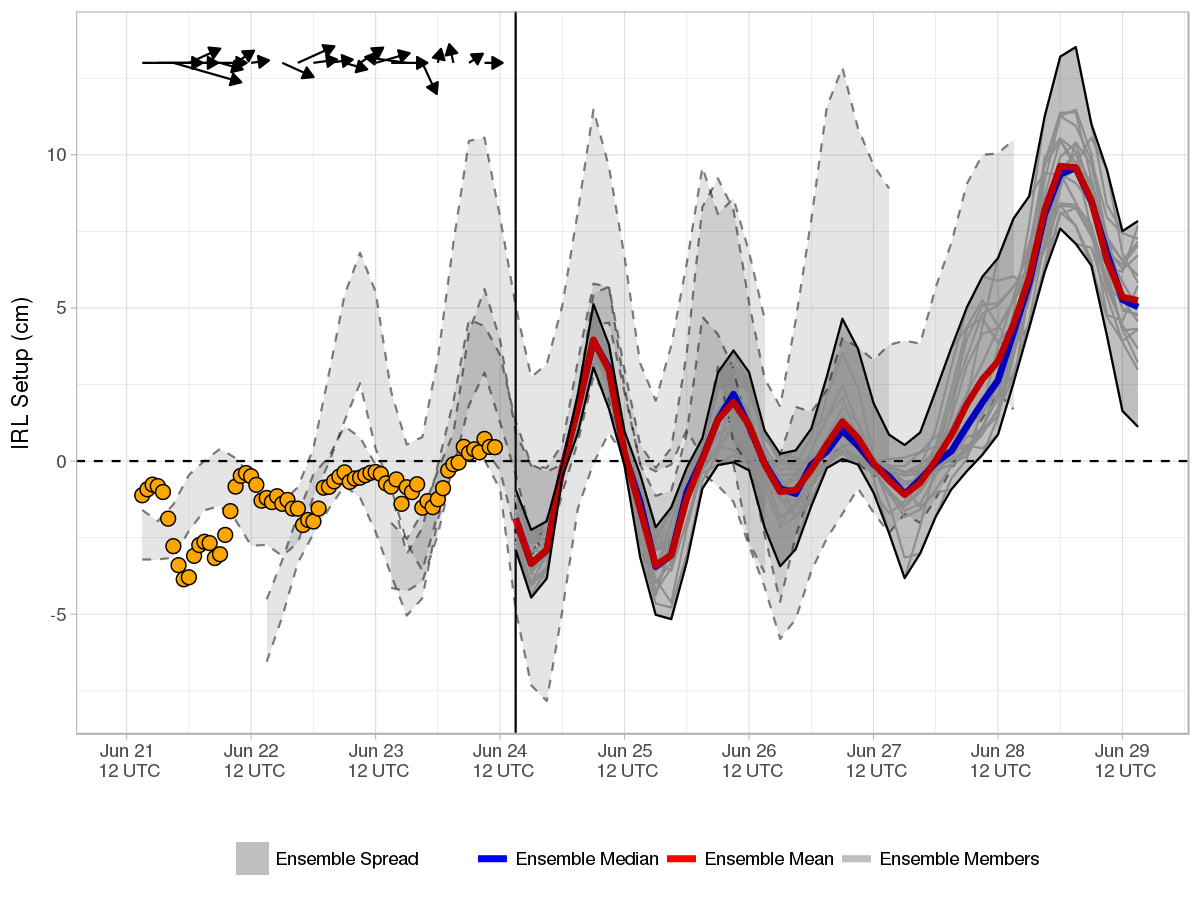 IRL Setup (cm)
10
5
0
-5
Jun 21
12 UTC
Jun 22
12 UTC
Jun 23
12 UTC
Jun 24
12 UTC
Jun 25
12 UTC
Jun 26
12 UTC
Jun 27
12 UTC
Jun 28
12 UTC
Jun 29
12 UTC
Ensemble Spread
Ensemble Median
Ensemble Mean
Ensemble Members